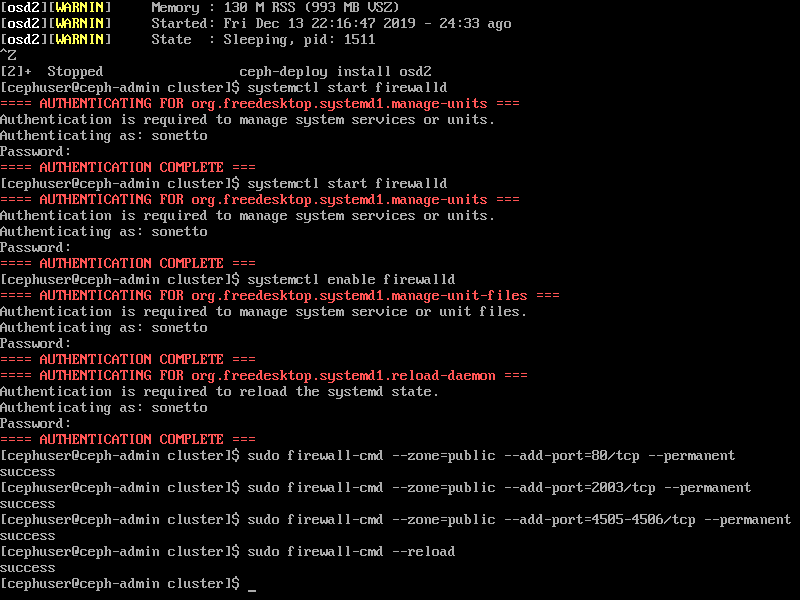 [osd2][WARNIN]     Memory : 130 M RSS (993 MB VSZ)
[osd2][WARNIN]     Started: Fri Dec 13 22:16:47 2019 - 24:33 ago
[osd2][WARNIN]     State  : Sleeping, pid: 1511
^Z
[2]+  Stopped                 ceph-deploy install osd2
[cephuser@ceph-admin cluster]$ systemctl start firewalld
==== AUTHENTICATING FOR org.freedesktop.systemd1.manage-units ===
Authentication is required to manage system services or units.
Authenticating as: sonetto
Password:
==== AUTHENTICATION COMPLETE ===
[cephuser@ceph-admin cluster]$ systemctl start firewalld
==== AUTHENTICATING FOR org.freedesktop.systemd1.manage-units ===
Authentication is required to manage system services or units.
Authenticating as: sonetto
Password:
==== AUTHENTICATION COMPLETE ===
[cephuser@ceph-admin cluster]$ systemctl enable firewalld
==== AUTHENTICATING FOR org.freedesktop.systemd1.manage-unit-files ===
Authentication is required to manage system service or unit files.
Authenticating as: sonetto
Password:
==== AUTHENTICATION COMPLETE ===
==== AUTHENTICATING FOR org.freedesktop.systemd1.reload-daemon ===
Authentication is required to reload the systemd state.
Authenticating as: sonetto
Password:
==== AUTHENTICATION COMPLETE ===
[cephuser@ceph-admin cluster]$ sudo firewall-cmd --zone=public --add-port=80/tcp --permanent
success
[cephuser@ceph-admin cluster]$ sudo firewall-cmd --zone=public --add-port=2003/tcp --permanent
success
[cephuser@ceph-admin cluster]$ sudo firewall-cmd --zone=public --add-port=4505-4506/tcp --permanent
success
[cephuser@ceph-admin cluster]$ sudo firewall-cmd --reload
success
[cephuser@ceph-admin cluster]$ _